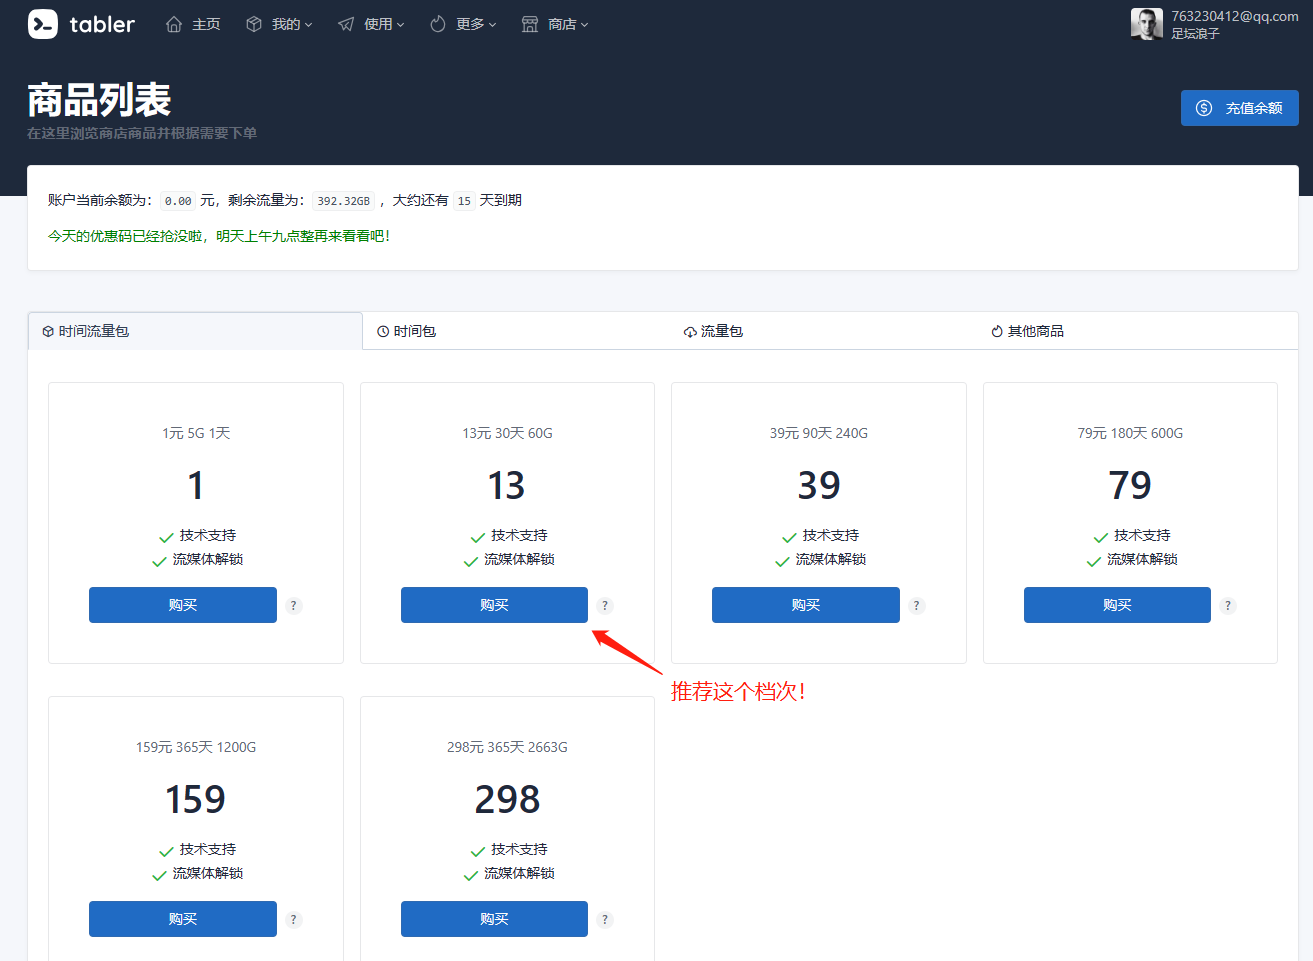 tabler 主页 我的 使用 更多 商店
763230412@qq.com
足坛浪子
商品列表
在这里浏览商店商品并根据需要下单
充值余额
账户当前余额为： 0.00 元，剩余流量为： 392.32GB ，大约还有 15 天到期
今天的优惠码已经抢没啦，明天上午九点整再来看看吧！
时间流量包 时间包 流量包 其他商品
1元 5G 1天
1
技术支持
流媒体解锁
购买 ?
13元 30天 60G
13
技术支持
流媒体解锁
购买 ?
39元 90天 240G
39
技术支持
流媒体解锁
购买 ?
79元 180天 600G
79
技术支持
流媒体解锁
购买 ?
推荐这个档次！
159元 365天 1200G
159
技术支持
流媒体解锁
购买 ?
298元 365天 2663G
298
技术支持
流媒体解锁
购买 ?